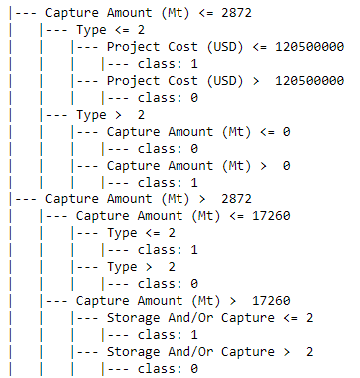 |--- Capture Amount (Mt) <= 2872
|   |--- Type <= 2
|   |   |--- Project Cost (USD) <= 120500000
|   |   |   |--- class: 1
|   |   |--- Project Cost (USD) >  120500000
|   |   |   |--- class: 0
|   |--- Type >  2
|   |   |--- Capture Amount (Mt) <= 0
|   |   |   |--- class: 0
|   |   |--- Capture Amount (Mt) >  0
|   |   |   |--- class: 1
|--- Capture Amount (Mt) >  2872
|   |--- Capture Amount (Mt) <= 17260
|   |   |--- Type <= 2
|   |   |   |--- class: 1
|   |   |--- Type >  2
|   |   |   |--- class: 0
|   |--- Capture Amount (Mt) >  17260
|   |   |--- Storage And/Or Capture <= 2
|   |   |   |--- class: 1
|   |   |--- Storage And/Or Capture >  2
|   |   |   |--- class: 0